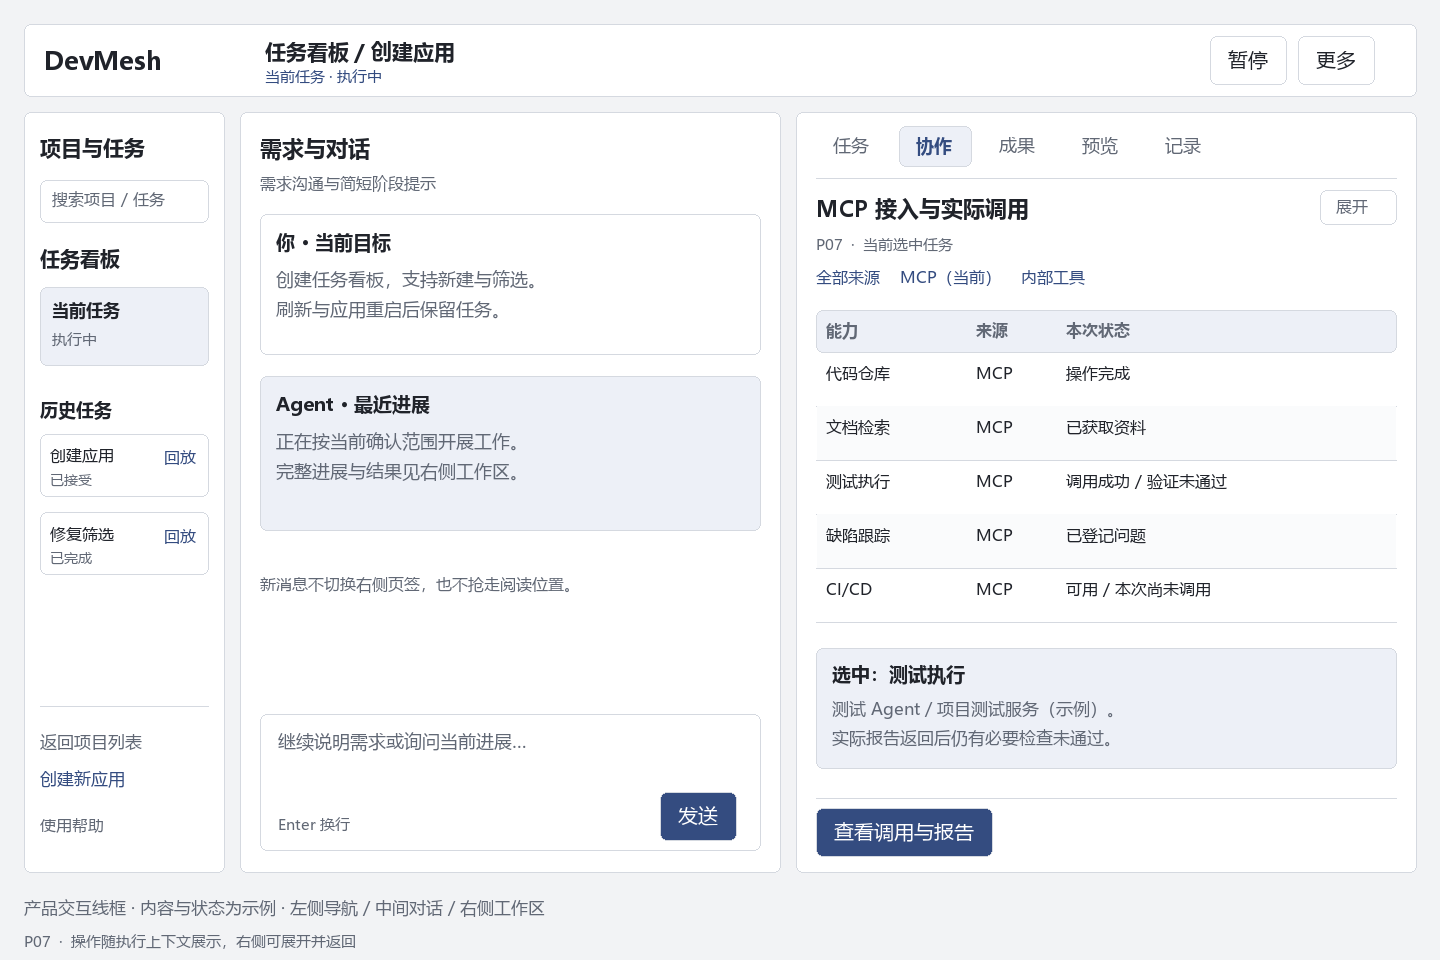 DevMesh
任务看板 / 创建应用
当前任务 · 执行中
暂停
更多
项目与任务
搜索项目 / 任务
任务看板
当前任务
执行中
历史任务
创建应用
回放
已接受
修复筛选
回放
已完成
返回项目列表
创建新应用
使用帮助
需求与对话
需求沟通与简短阶段提示
你 · 当前目标
创建任务看板，支持新建与筛选。
刷新与应用重启后保留任务。
Agent · 最近进展
正在按当前确认范围开展工作。
完整进展与结果见右侧工作区。
新消息不切换右侧页签，也不抢走阅读位置。
继续说明需求或询问当前进展...
Enter 换行
发送
任务 协作 成果 预览 记录
MCP 接入与实际调用
展开
P07 · 当前选中任务
全部来源 MCP（当前） 内部工具
能力 来源 本次状态
代码仓库 MCP 操作完成
文档检索 MCP 已获取资料
测试执行 MCP 调用成功 / 验证未通过
缺陷跟踪 MCP 已登记问题
CI/CD MCP 可用 / 本次尚未调用
选中：测试执行
测试 Agent / 项目测试服务（示例）。
实际报告返回后仍有必要检查未通过。
查看调用与报告
产品交互线框 · 内容与状态为示例 · 左侧导航 / 中间对话 / 右侧工作区
P07 · 操作随执行上下文展示，右侧可展开并返回